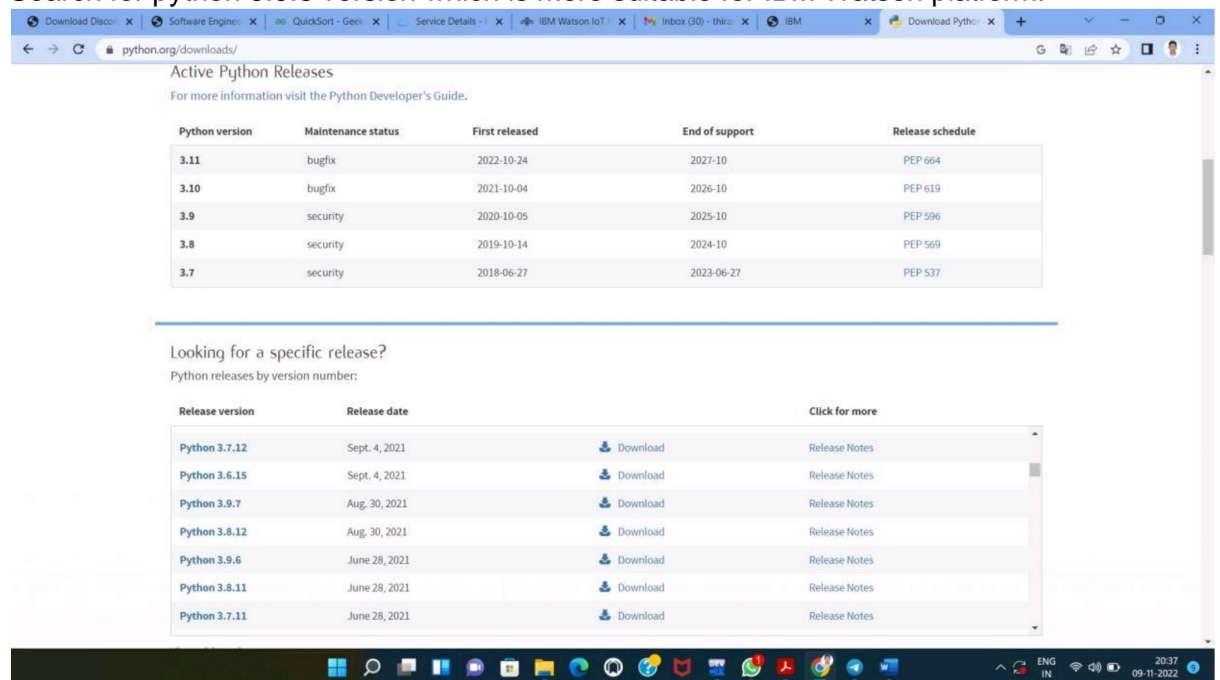 Download Discon Software Enginee QuickSort - Geek Service Details - I IBM Watson IoT Inbox (30) - thira IBM Download Pytho
python.org/downloads/
Active Python Releases
For more information visit the Python Developer's Guide.
Python version Maintenance status First released End of support Release schedule
3.11 bugfix 2022-10-24 2027-10 PEP 664
3.10 bugfix 2021-10-04 2026-10 PEP 619
3.9 security 2020-10-05 2025-10 PEP 596
3.8 security 2019-10-14 2024-10 PEP 569
3.7 security 2018-06-27 2023-06-27 PEP 537
Looking for a specific release?
Python releases by version number:
Release version Release date Click for more
Python 3.7.12 Sept. 4, 2021 Download Release Notes
Python 3.6.15 Sept. 4, 2021 Download Release Notes
Python 3.9.7 Aug. 30, 2021 Download Release Notes
Python 3.8.12 Aug. 30, 2021 Download Release Notes
Python 3.9.6 June 28, 2021 Download Release Notes
Python 3.8.11 June 28, 2021 Download Release Notes
Python 3.7.11 June 28, 2021 Download Release Notes
ENG 20:37
IN 09-11-2022